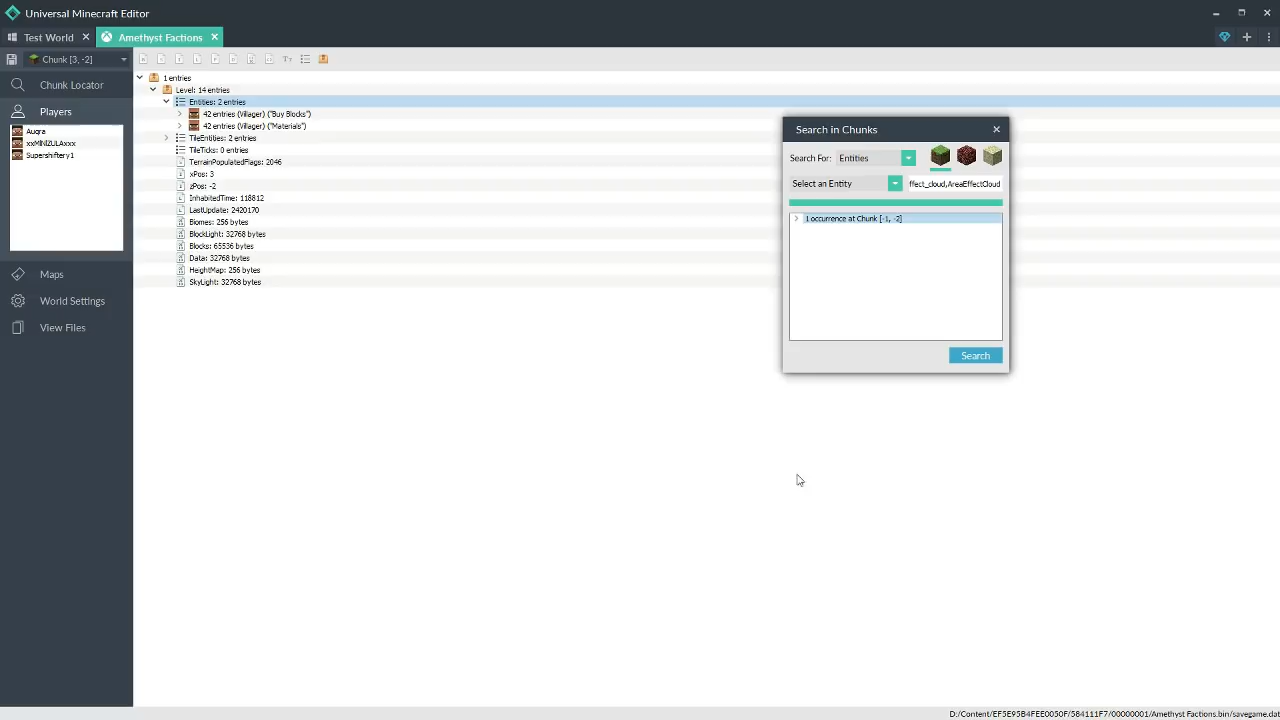 Universal Minecraft Editor
Test World
Amethyst Factions
Chunk [3, -2]
Chunk Locator
Players
Auqra
xxMINIZULAxxx
Supershiftery1
Maps
World Settings
View Files
1 entries
Level: 14 entries
Entities: 2 entries
42 entries (Villager) ("Buy Blocks")
42 entries (Villager) ("Materials")
TileEntities: 2 entries
TileTicks: 0 entries
TerrainPopulatedFlags: 2046
xPos: 3
zPos: -2
InhabitedTime: 118812
LastUpdate: 2420170
Biomes: 256 bytes
BlockLight: 32768 bytes
Blocks: 65536 bytes
Data: 32768 bytes
HeightMap: 256 bytes
SkyLight: 32768 bytes
Search in Chunks
Search For: Entities
Select an Entity
ffect_cloud,AreaEffectCloud
1 occurrence at Chunk [-1, -2]
Search
D:/Content/EF5E95B4FEE0050F/584111F7/00000001/Amethyst Factions.bin/savegame.dat